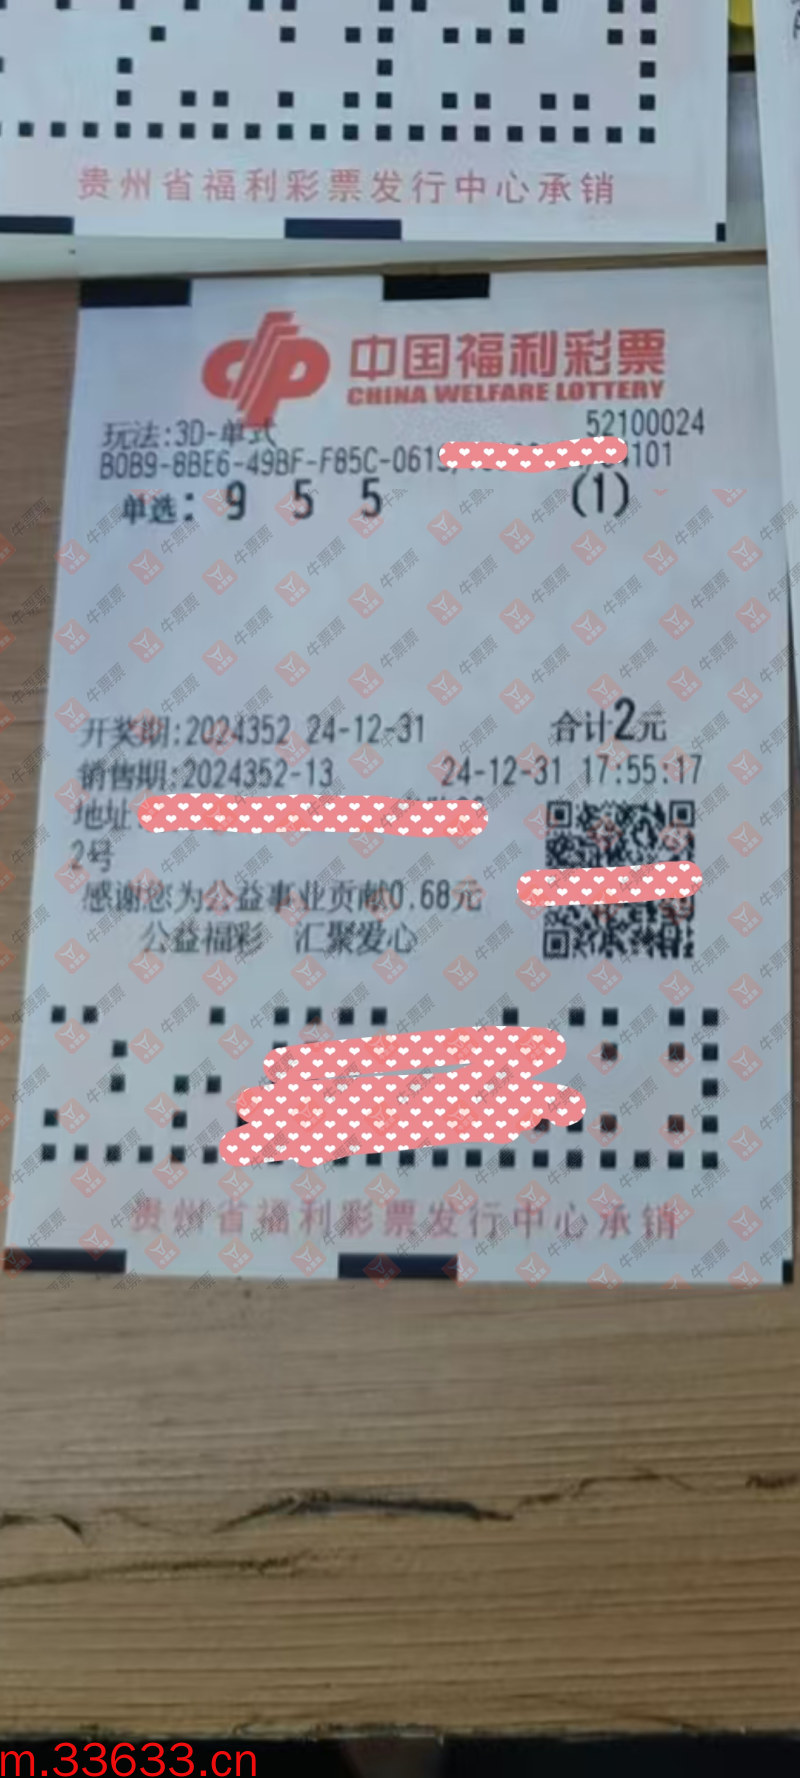 贵州省福利彩票发行中心承销
中国福利彩票
CHINA WELFARE LOTTERY
玩法:3D-单式 52100024
B0B9-8BE6-49BF-F85C-061 4101
单选: 9 5 5 (1)
开奖期:2024352 24-12-31 合计2元
销售期:2024352-13 24-12-31 17:55:17
地址:
2号
感谢您为公益事业贡献0.68元
公益福彩 汇聚爱心
贵州省福利彩票发行中心承销
牛票票
m.33633.cn